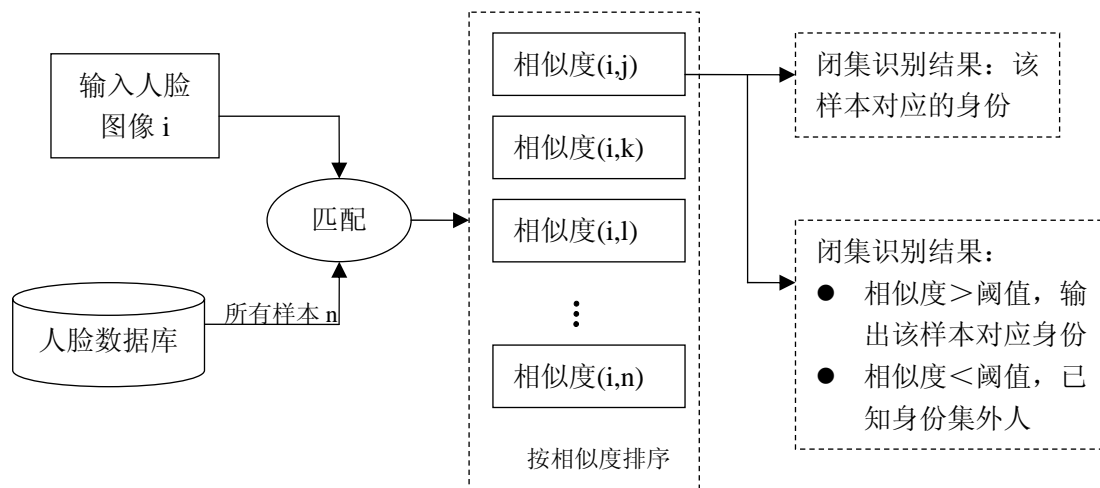 输入人脸
图像 i
人脸数据库
所有样本 n
匹配
相似度(i,j)
相似度(i,k)
相似度(i,l)
相似度(i,n)
按相似度排序
闭集识别结果：该
样本对应的身份
闭集识别结果：
● 相似度＞阈值，输
出该样本对应身份
● 相似度＜阈值，已
知身份集外人